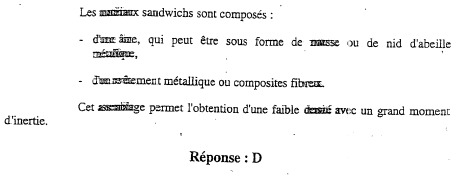 Les matériaux sandwichs sont composés :
- d'une âme, qui peut être sous forme de mousse ou de nid d'abeille
métallique,
- d'un revêtement métallique ou composites fibreux.
Cet assemblage permet l'obtention d'une faible densité avec un grand moment
d'inertie.
Réponse : D